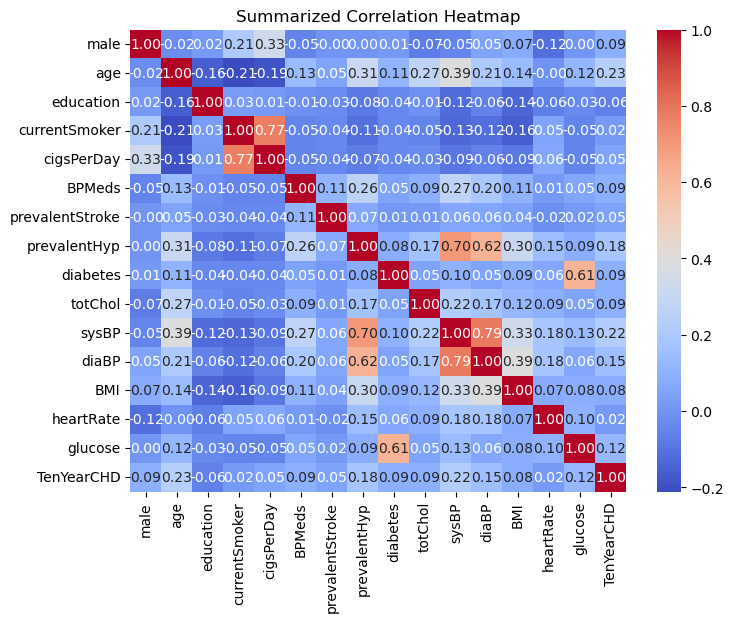 Summarized Correlation Heatmap
male 1.00 -0.02 0.02 0.21 0.33 -0.05 -0.00 0.00 0.01 -0.07 -0.05 0.05 0.07 -0.12 0.00 0.09
age -0.02 1.00 -0.16 -0.21 -0.19 0.13 0.05 0.31 0.11 0.27 0.39 0.21 0.14 -0.00 0.12 0.23
education 0.02 -0.16 1.00 0.03 0.01 -0.01 -0.03 -0.08 -0.04 -0.01 -0.12 -0.06 -0.14 -0.06 -0.03 -0.06
currentSmoker 0.21 -0.21 0.03 1.00 0.77 -0.05 -0.04 -0.11 -0.04 -0.05 -0.13 -0.12 -0.16 0.05 -0.05 0.02
cigsPerDay 0.33 -0.19 0.01 0.77 1.00 -0.05 -0.04 -0.07 -0.04 -0.03 -0.09 -0.06 -0.09 0.06 -0.05 0.05
BPMeds -0.05 0.13 -0.01 -0.05 -0.05 1.00 0.11 0.26 0.05 0.09 0.27 0.20 0.11 0.01 0.05 0.09
prevalentStroke -0.00 0.05 -0.03 -0.04 -0.04 0.11 1.00 0.07 0.01 0.01 0.06 0.06 0.04 -0.02 0.02 0.05
prevalentHyp 0.00 0.31 -0.08 -0.11 -0.07 0.26 0.07 1.00 0.08 0.17 0.70 0.62 0.30 0.15 0.09 0.18
diabetes 0.01 0.11 -0.04 -0.04 -0.04 0.05 0.01 0.08 1.00 0.05 0.10 0.05 0.09 0.06 0.61 0.09
totChol -0.07 0.27 -0.01 -0.05 -0.03 0.09 0.01 0.17 0.05 1.00 0.22 0.17 0.12 0.09 0.05 0.09
sysBP -0.05 0.39 -0.12 -0.13 -0.09 0.27 0.06 0.70 0.10 0.22 1.00 0.79 0.33 0.18 0.13 0.22
diaBP 0.05 0.21 -0.06 -0.12 -0.06 0.20 0.06 0.62 0.05 0.17 0.79 1.00 0.39 0.18 0.06 0.15
BMI 0.07 0.14 -0.14 -0.16 -0.09 0.11 0.04 0.30 0.09 0.12 0.33 0.39 1.00 0.07 0.08 0.08
heartRate -0.12 -0.00 -0.06 0.05 0.06 0.01 -0.02 0.15 0.06 0.09 0.18 0.18 0.07 1.00 0.10 0.02
glucose 0.00 0.12 -0.03 -0.05 -0.05 0.05 0.02 0.09 0.61 0.05 0.13 0.06 0.08 0.10 1.00 0.12
TenYearCHD 0.09 0.23 -0.06 0.02 0.05 0.09 0.05 0.18 0.09 0.09 0.22 0.15 0.08 0.02 0.12 1.00
male
age
education
currentSmoker
cigsPerDay
BPMeds
prevalentStroke
prevalentHyp
diabetes
totChol
sysBP
diaBP
BMI
heartRate
glucose
TenYearCHD
1.0
0.8
0.6
0.4
0.2
0.0
−0.2